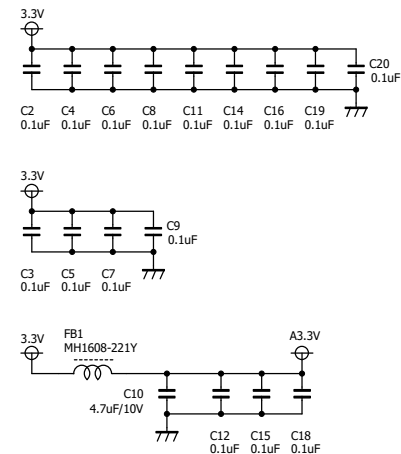 3.3V
C20
0.1uF
C2 C4 C6 C8 C11 C14 C16 C19
0.1uF 0.1uF 0.1uF 0.1uF 0.1uF 0.1uF 0.1uF 0.1uF
3.3V
C9
0.1uF
C3 C5 C7
0.1uF 0.1uF 0.1uF
3.3V FB1 A3.3V
MH1608-221Y
C10
4.7uF/10V
C12 C15 C18
0.1uF 0.1uF 0.1uF